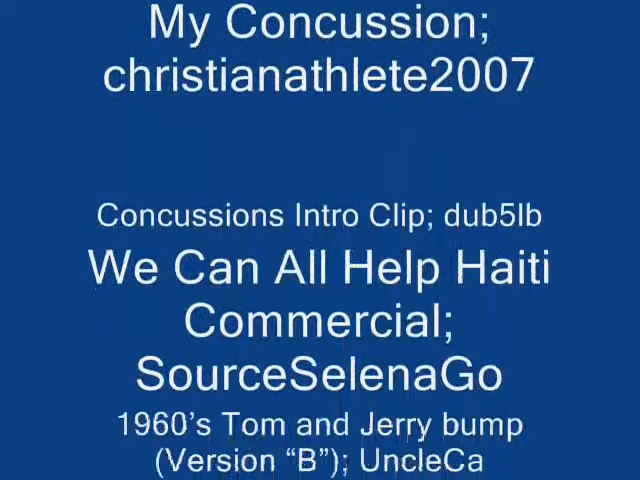 My Concussion;
christianathlete2007
Concussions Intro Clip; dub5lb
We Can All Help Haiti
Commercial;
SourceSelenaGo
1960’s Tom and Jerry bump
(Version “B”); UncleCa